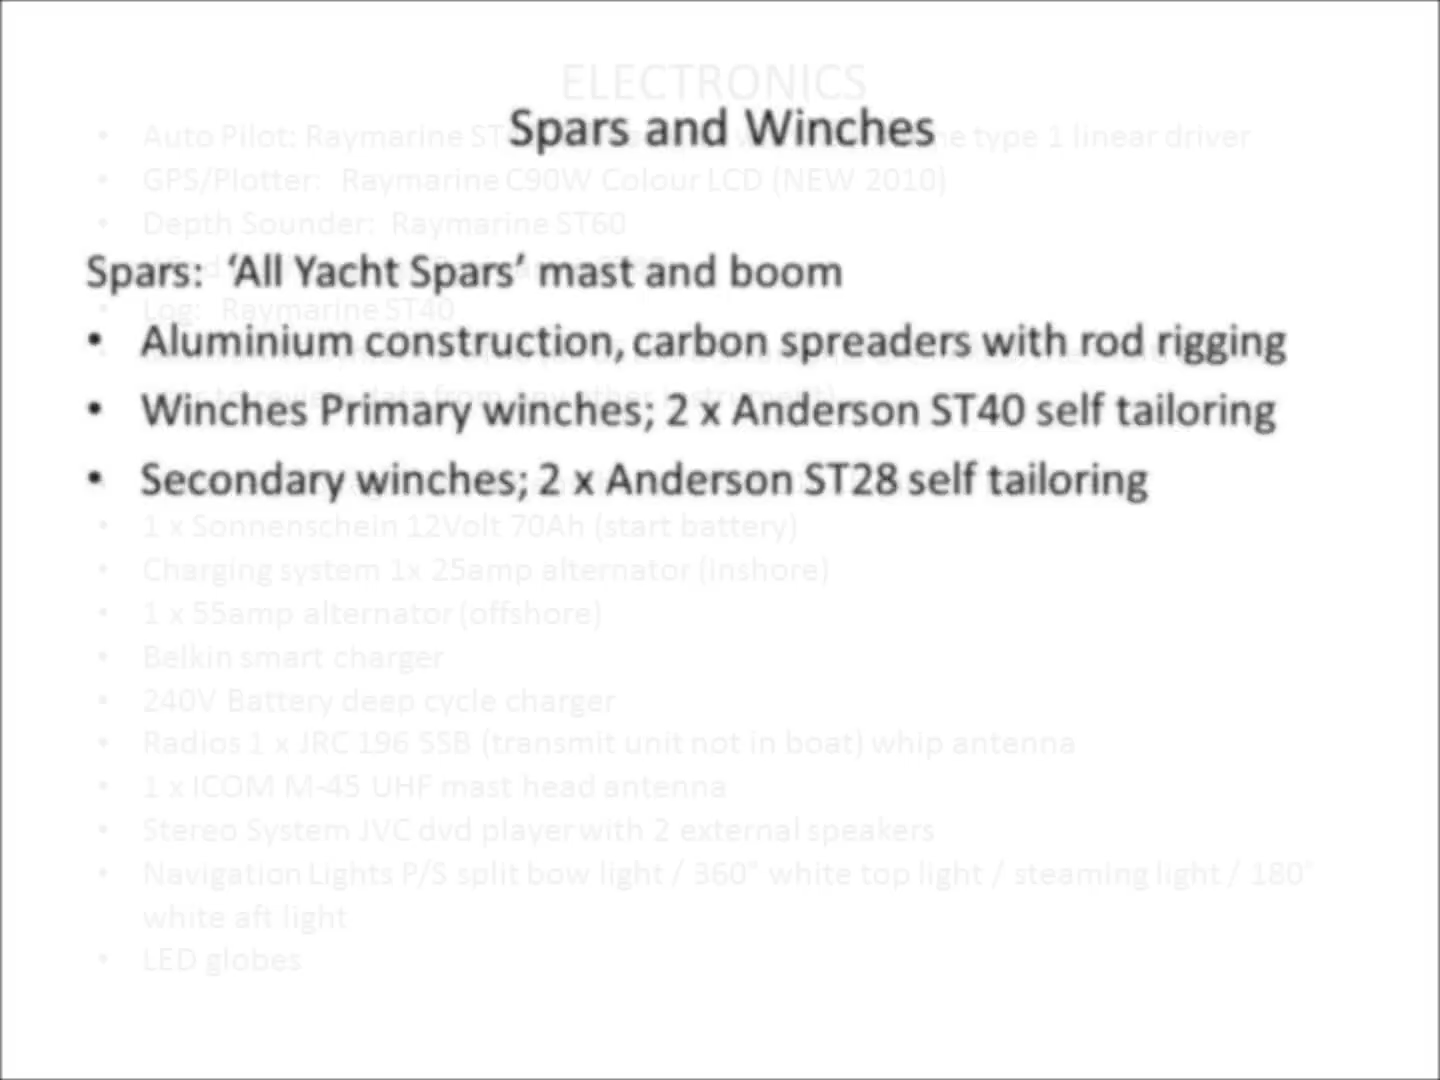 ELECTRONICS
Spars and Winches
Auto Pilot: Raymarine type 1 linear driver
• GPS/Plotter: Raymarine C90W Colour LCD (NEW 2010)
• Depth Sounder: Raymarine ST60
Spars: ‘All Yacht Spars’ mast and boom
• Log: Raymarine ST40
• Aluminium construction, carbon spreaders with rod rigging
• Winches Primary winches; 2 x Anderson ST40 self tailoring
• Secondary winches; 2 x Anderson ST28 self tailoring
• 1 x Sonnenschein 12Volt 70Ah (start battery)
• Charging system 1x 25amp alternator (Inshore)
• 1 x 55amp alternator (offshore)
• Belkin smart charger
• 240V Battery deep cycle charger
• Radios 1 x JRC 196 SSB (transmit unit not in boat) whip antenna
• 1 x ICOM M-45 UHF mast head antenna
• Stereo System JVC dvd player with 2 external speakers
• Navigation Lights P/S split bow light / 360° white top light / steaming light / 180°
white aft light
• LED globes